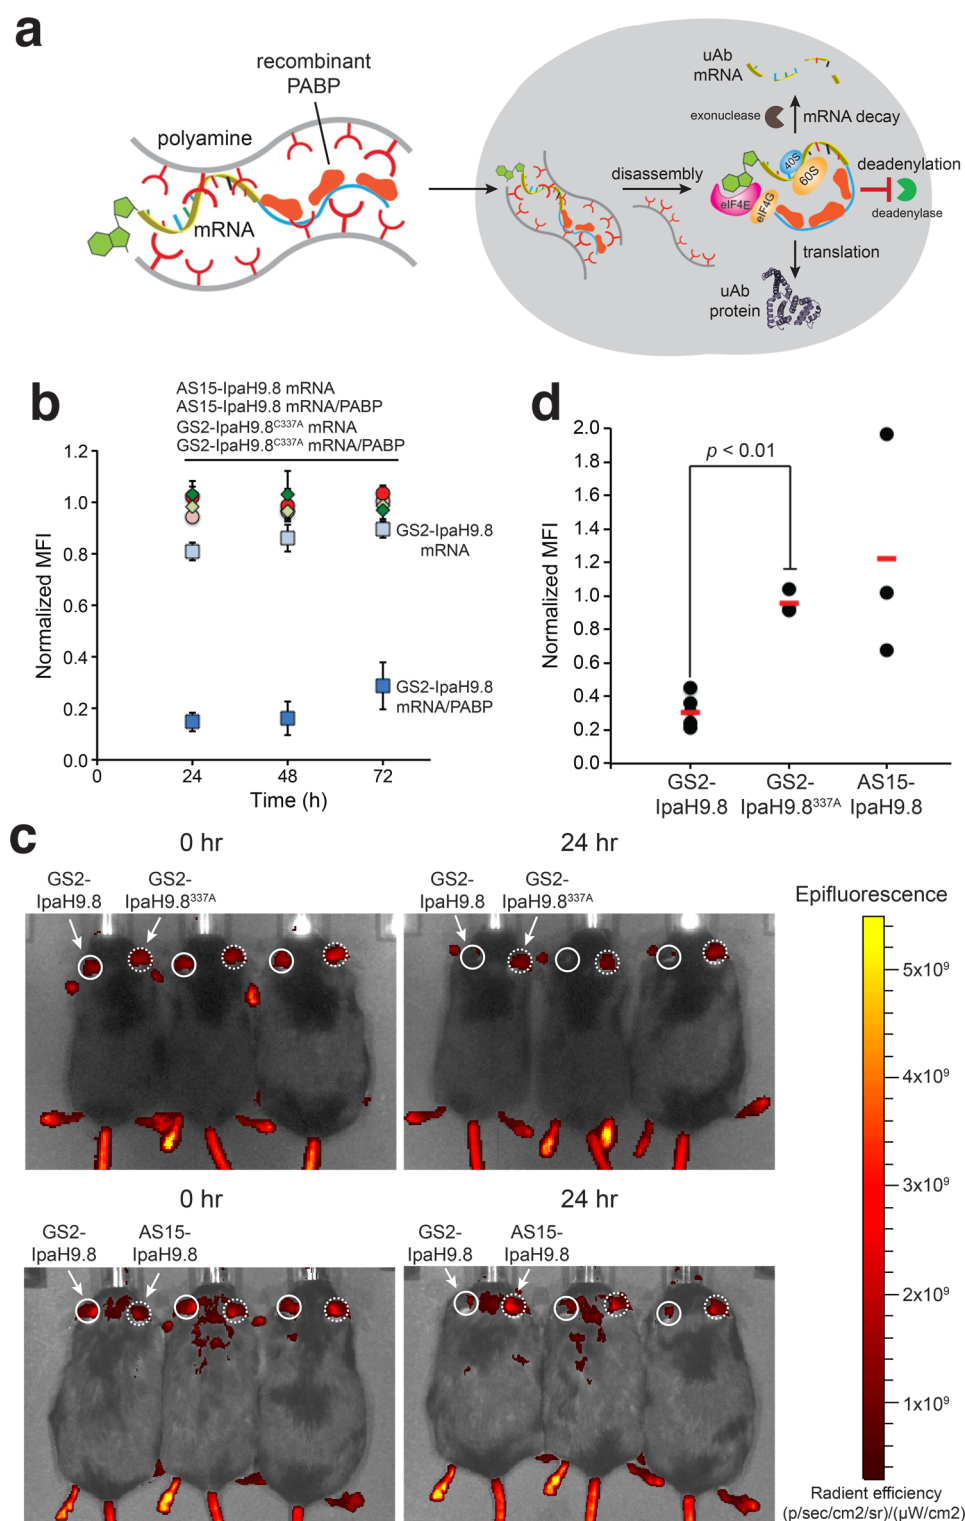 a
recombinant
PABP
polyamine
mRNA
disassembly
uAb
mRNA
exonuclease
mRNA decay
40S
60S
eIF4E
eIF4G
deadenylation
deadenylase
translation
uAb
protein
b
AS15-IpaH9.8 mRNA
AS15-IpaH9.8 mRNA/PABP
GS2-IpaH9.8C337A mRNA
GS2-IpaH9.8C337A mRNA/PABP
Normalized MFI
1.2
1.0
0.8
0.6
0.4
0.2
0.0
0
24
48
72
Time (h)
GS2-IpaH9.8
mRNA
GS2-IpaH9.8
mRNA/PABP
d
Normalized MFI
2.0
1.8
1.6
1.4
1.2
1.0
0.8
0.6
0.4
0.2
0.0
p < 0.01
GS2-
IpaH9.8
GS2-
IpaH9.8337A
AS15-
IpaH9.8
c
0 hr
24 hr
GS2-
IpaH9.8
GS2-
IpaH9.8337A
GS2-
IpaH9.8
GS2-
IpaH9.8337A
0 hr
24 hr
GS2-
IpaH9.8
AS15-
IpaH9.8
GS2-
IpaH9.8
AS15-
IpaH9.8
Epifluorescence
5x10⁹
4x10⁹
3x10⁹
2x10⁹
1x10⁹
Radient efficiency
(p/sec/cm2/sr)/(µW/cm2)